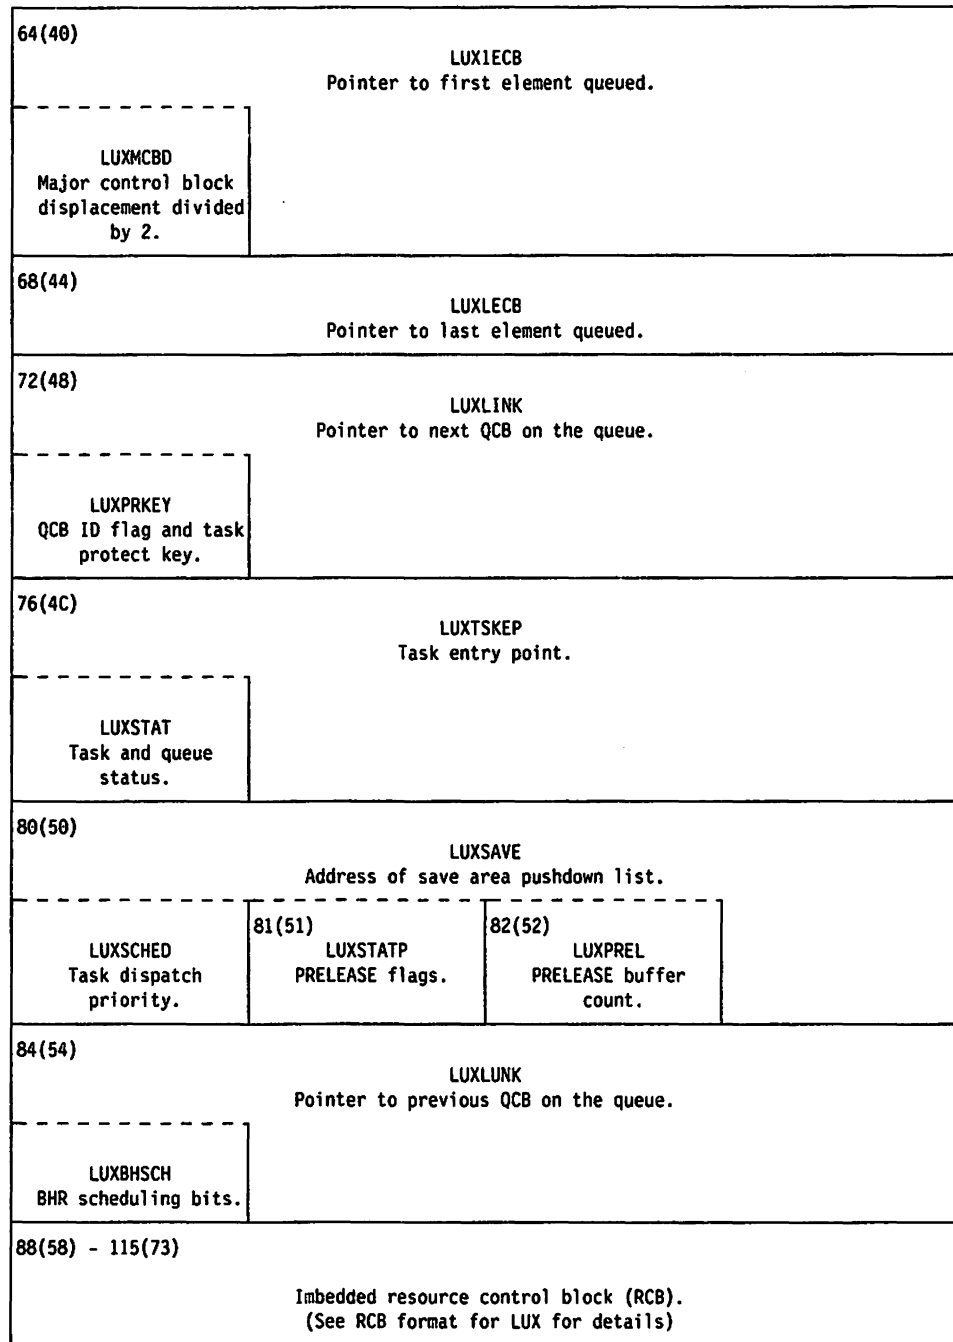 64(40)
LUX1ECB
Pointer to first element queued.
LUXMCBD
Major control block
displacement divided
by 2.
68(44)
LUXLECB
Pointer to last element queued.
72(48)
LUXLINK
Pointer to next QCB on the queue.
LUXPRKEY
QCB ID flag and task
protect key.
76(4C)
LUXTSKEP
Task entry point.
LUXSTAT
Task and queue
status.
80(50)
LUXSAVE
Address of save area pushdown list.
LUXSCHED
Task dispatch
priority.
81(51)
LUXSTATP
PRELEASE flags.
82(52)
LUXPREL
PRELEASE buffer
count.
84(54)
LUXLUNK
Pointer to previous QCB on the queue.
LUXBHSCH
BHR scheduling bits.
88(58) - 115(73)
Imbedded resource control block (RCB).
(See RCB format for LUX for details)